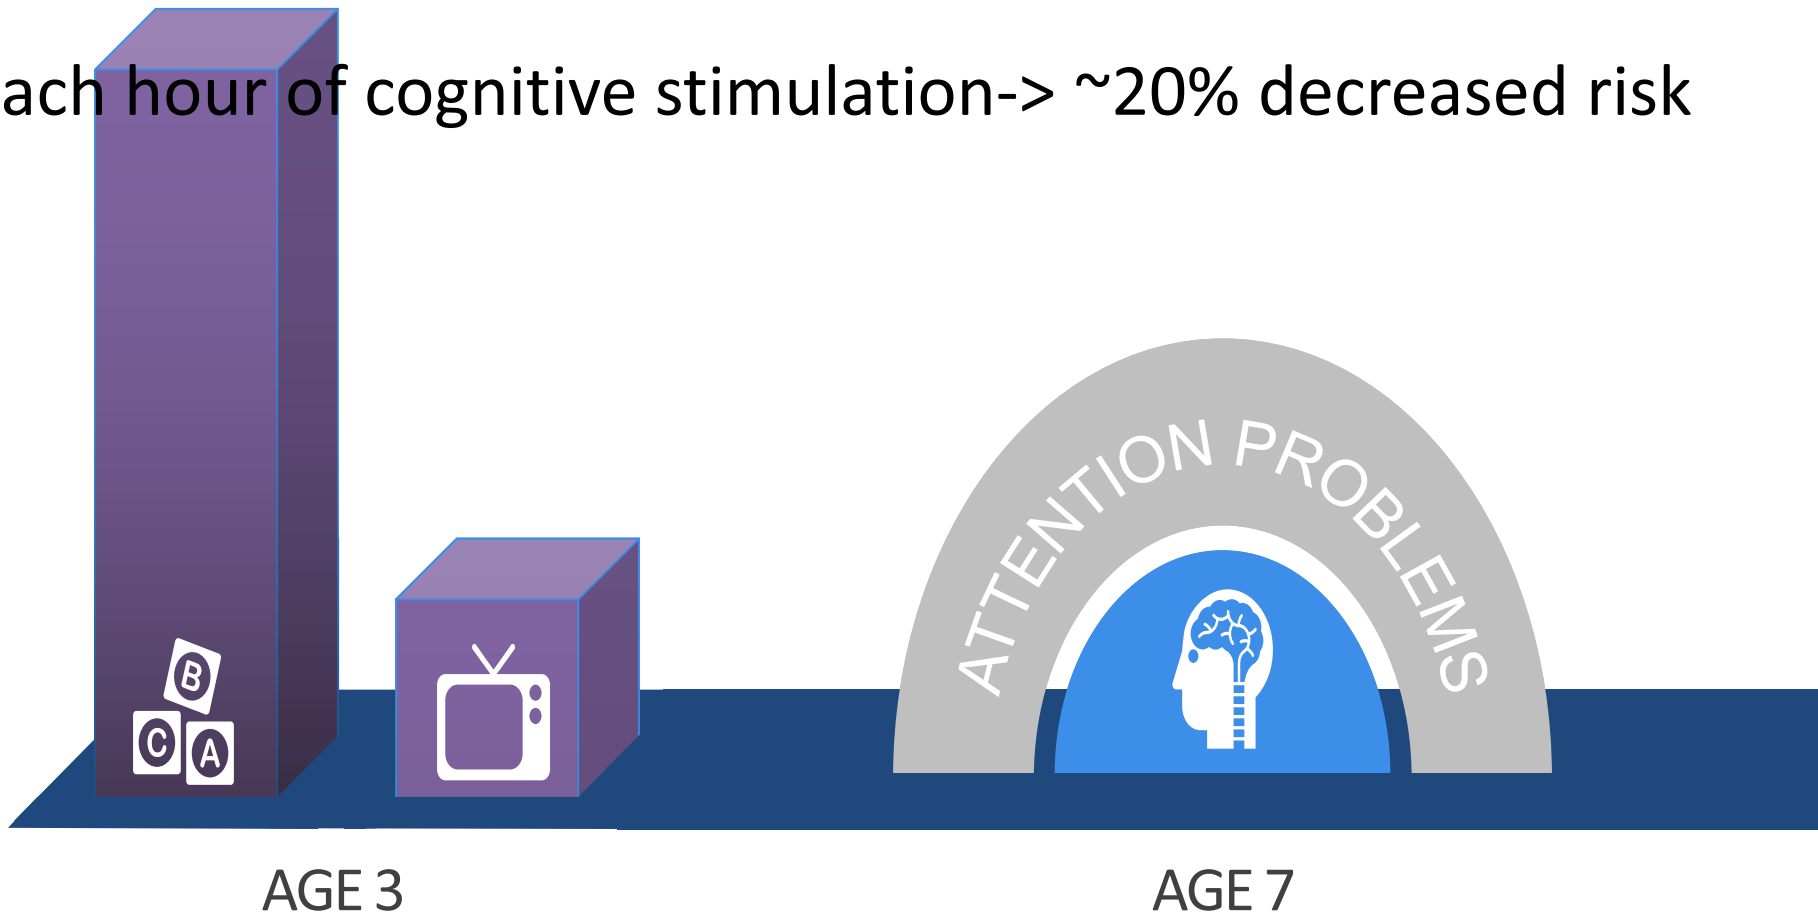 ach hour of cognitive stimulation-> ~20% decreased risk
ATTENTION PROBLEMS
B
C A
AGE 3
AGE 7